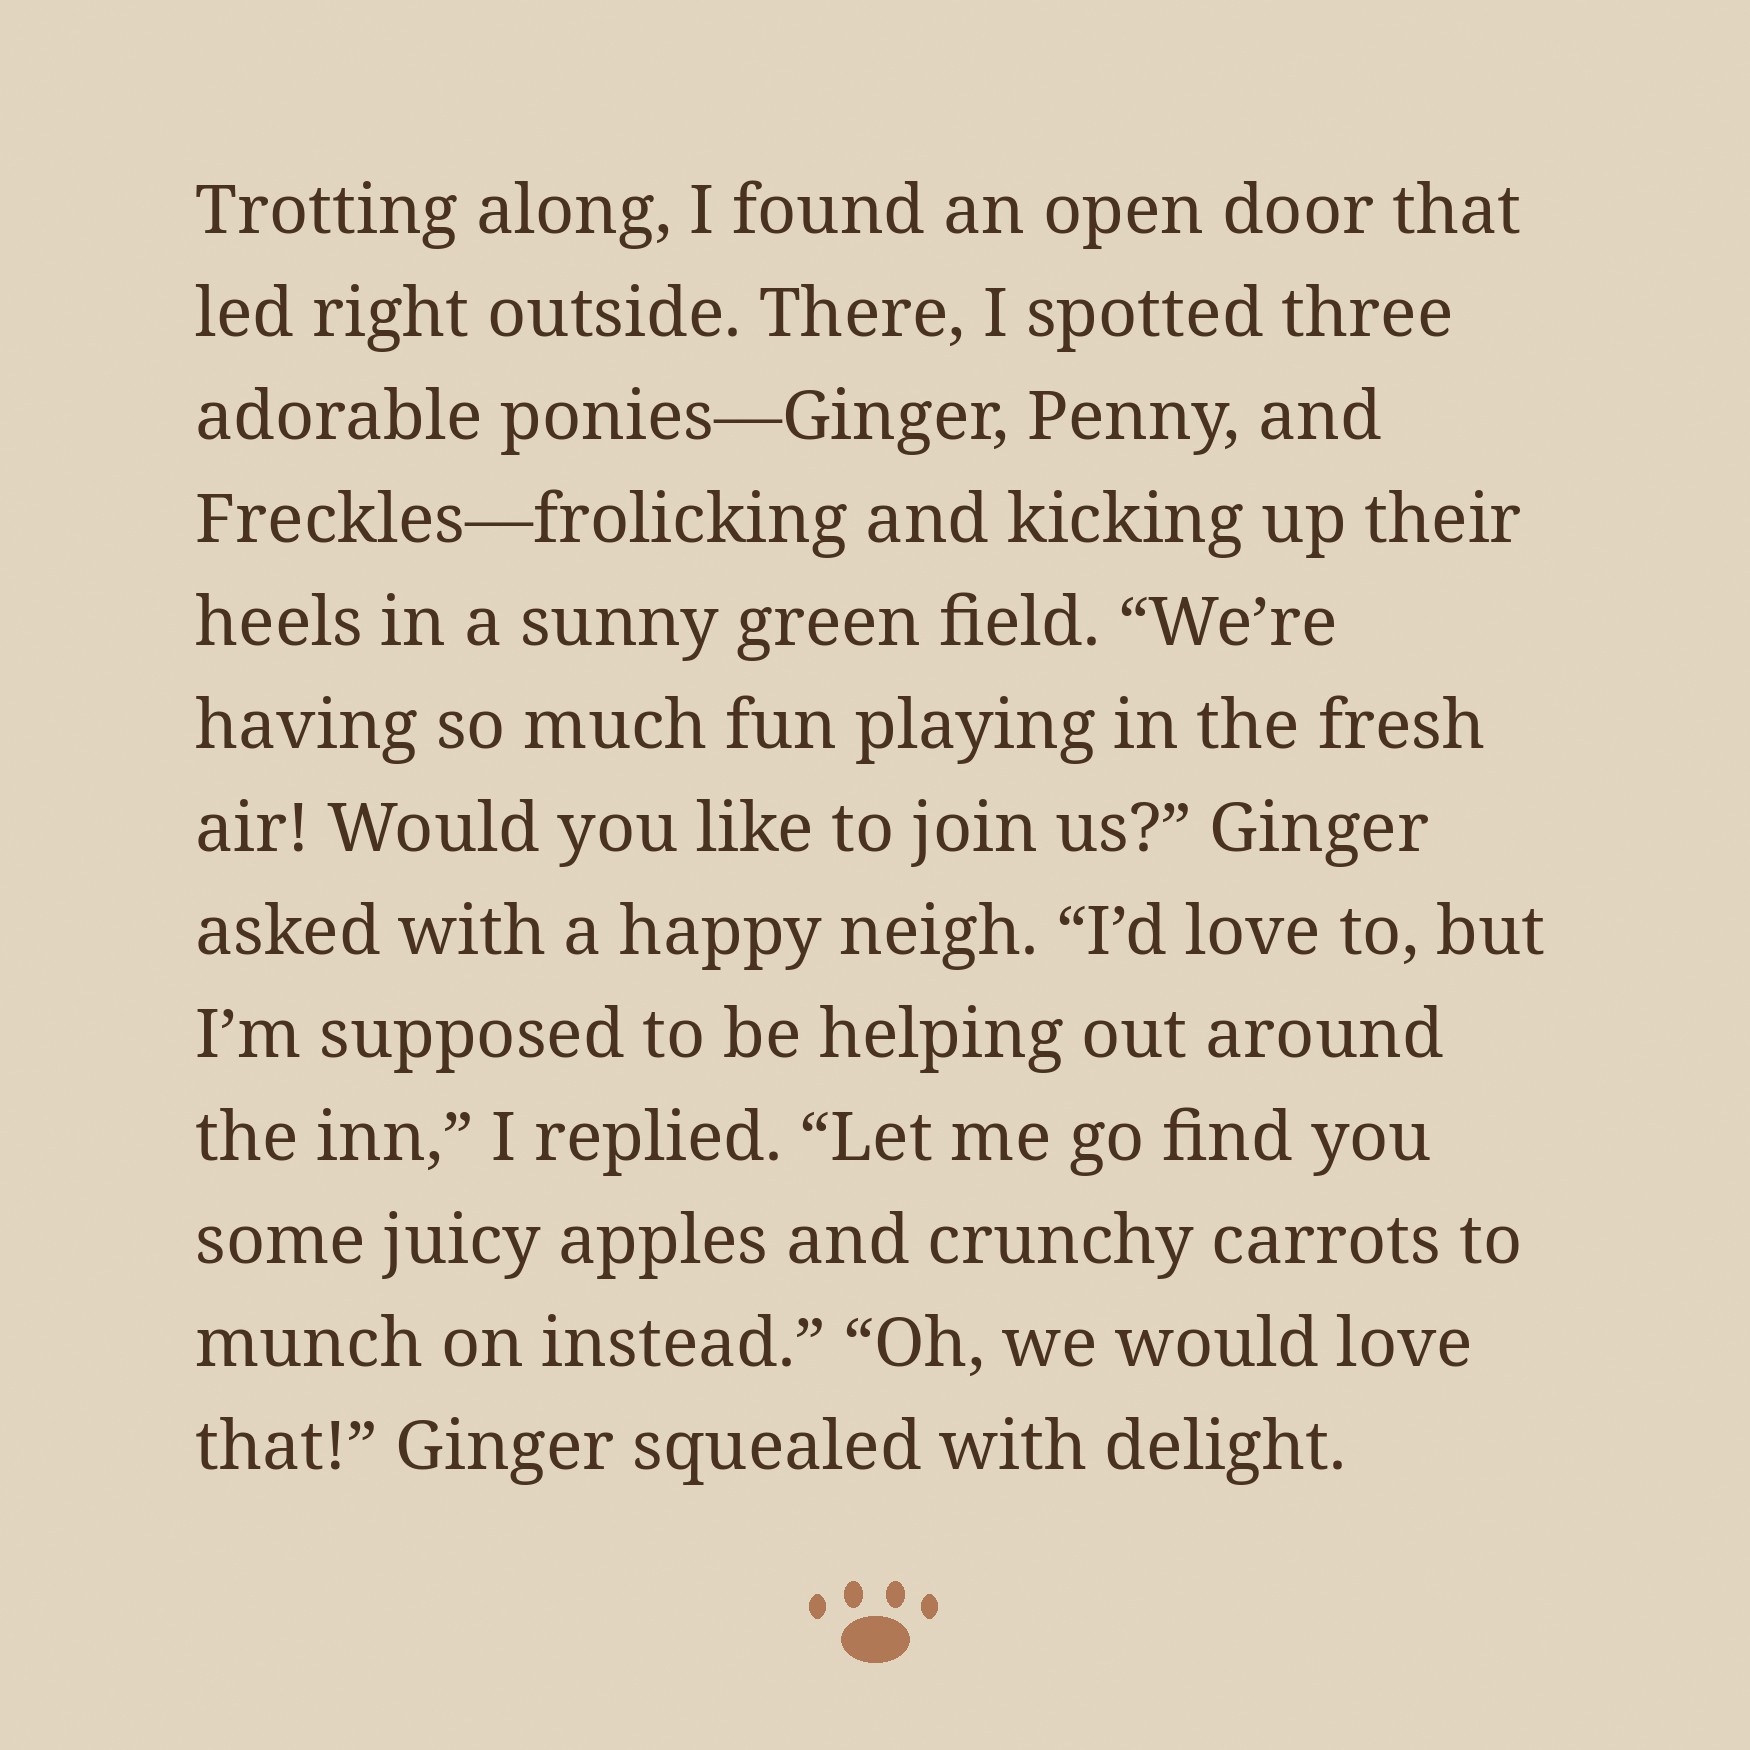 Trotting along, I found an open door that
led right outside. There, I spotted three
adorable ponies—Ginger, Penny, and
Freckles—frolicking and kicking up their
heels in a sunny green field. “We’re
having so much fun playing in the fresh
air! Would you like to join us?” Ginger
asked with a happy neigh. “I’d love to, but
I’m supposed to be helping out around
the inn,” I replied. “Let me go find you
some juicy apples and crunchy carrots to
munch on instead.” “Oh, we would love
that!” Ginger squealed with delight.